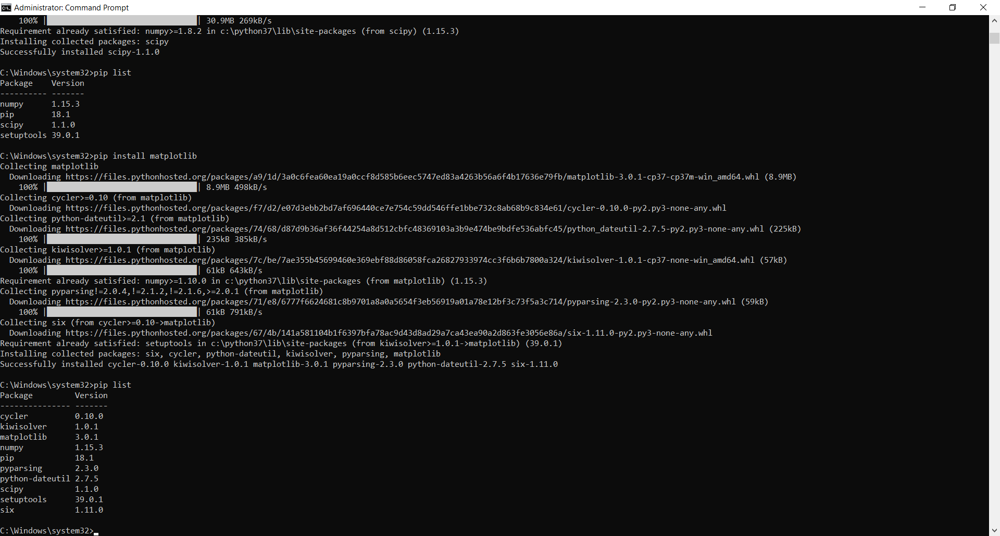 Administrator: Command Prompt
100% | | 30.9MB 269kB/s
Requirement already satisfied: numpy>=1.8.2 in c:\python37\lib\site-packages (from scipy) (1.15.3)
Installing collected packages: scipy
Successfully installed scipy-1.1.0
C:\Windows\system32>pip list
Package    Version
---------- -------
numpy      1.15.3
pip        18.1
scipy      1.1.0
setuptools 39.0.1
C:\Windows\system32>pip install matplotlib
Collecting matplotlib
Downloading https://files.pythonhosted.org/packages/a9/1d/3a0c6fea60ea19a0ccf8d585b6eec5747ed83a4263b56a6f4b17636e79fb/matplotlib-3.0.1-cp37-cp37m-win_amd64.whl (8.9MB)
100% | | 8.9MB 498kB/s
Collecting cycler>=0.10 (from matplotlib)
Downloading https://files.pythonhosted.org/packages/f7/d2/e07d3ebb2bd7af696440ce7e754c59dd546ffe1bbe732c8ab68b9c834e61/cycler-0.10.0-py2.py3-none-any.whl
Collecting python-dateutil>=2.1 (from matplotlib)
Downloading https://files.pythonhosted.org/packages/74/68/d87d9b36af36f44254a8d512cbfc48369103a3b9e474be9bdfe536abfc45/python_dateutil-2.7.5-py2.py3-none-any.whl (225kB)
100% | | 235kB 385kB/s
Collecting kiwisolver>=1.0.1 (from matplotlib)
Downloading https://files.pythonhosted.org/packages/7c/be/7ae355b45699460e369ebf88d86058fca26827933974cc3f6b6b7800a324/kiwisolver-1.0.1-cp37-none-win_amd64.whl (57kB)
100% | | 61kB 643kB/s
Requirement already satisfied: numpy>=1.10.0 in c:\python37\lib\site-packages (from matplotlib) (1.15.3)
Collecting pyparsing!=2.0.4,!=2.1.2,!=2.1.6,>=2.0.1 (from matplotlib)
Downloading https://files.pythonhosted.org/packages/71/e8/6777f6624681c8b9701a8a0a5654f3eb56919a01a78e12bf3c73f5a3c714/pyparsing-2.3.0-py2.py3-none-any.whl (59kB)
100% | | 61kB 791kB/s
Collecting six (from cycler>=0.10->matplotlib)
Downloading https://files.pythonhosted.org/packages/67/4b/141a581104b1f6397bfa78ac9d43d8ad29a7ca43ea90a2d863fe3056e86a/six-1.11.0-py2.py3-none-any.whl
Requirement already satisfied: setuptools in c:\python37\lib\site-packages (from kiwisolver>=1.0.1->matplotlib) (39.0.1)
Installing collected packages: six, cycler, python-dateutil, kiwisolver, pyparsing, matplotlib
Successfully installed cycler-0.10.0 kiwisolver-1.0.1 matplotlib-3.0.1 pyparsing-2.3.0 python-dateutil-2.7.5 six-1.11.0
C:\Windows\system32>pip list
Package         Version
--------------- -------
cycler          0.10.0
kiwisolver      1.0.1
matplotlib      3.0.1
numpy           1.15.3
pip             18.1
pyparsing       2.3.0
python-dateutil 2.7.5
scipy           1.1.0
setuptools      39.0.1
six             1.11.0
C:\Windows\system32>